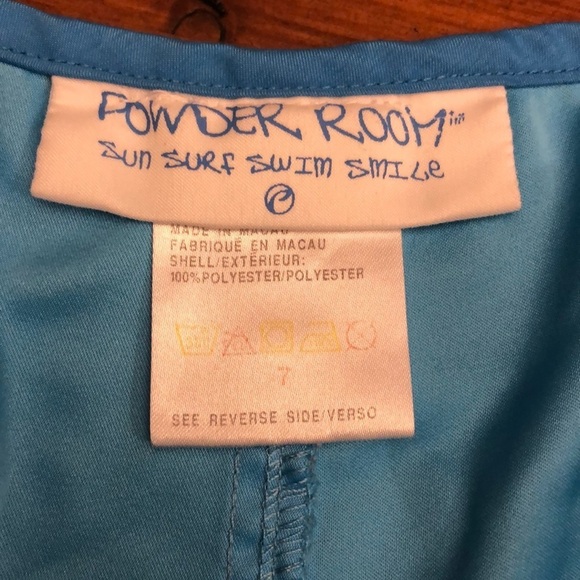 POWDER ROOM™
SUN SURF SWIM SMILE
MADE IN MACAU
FABRIQUÉ EN MACAU
SHELL/EXTÉRIEUR:
100%POLYESTER/POLYESTER
7
SEE REVERSE SIDE/VERSO